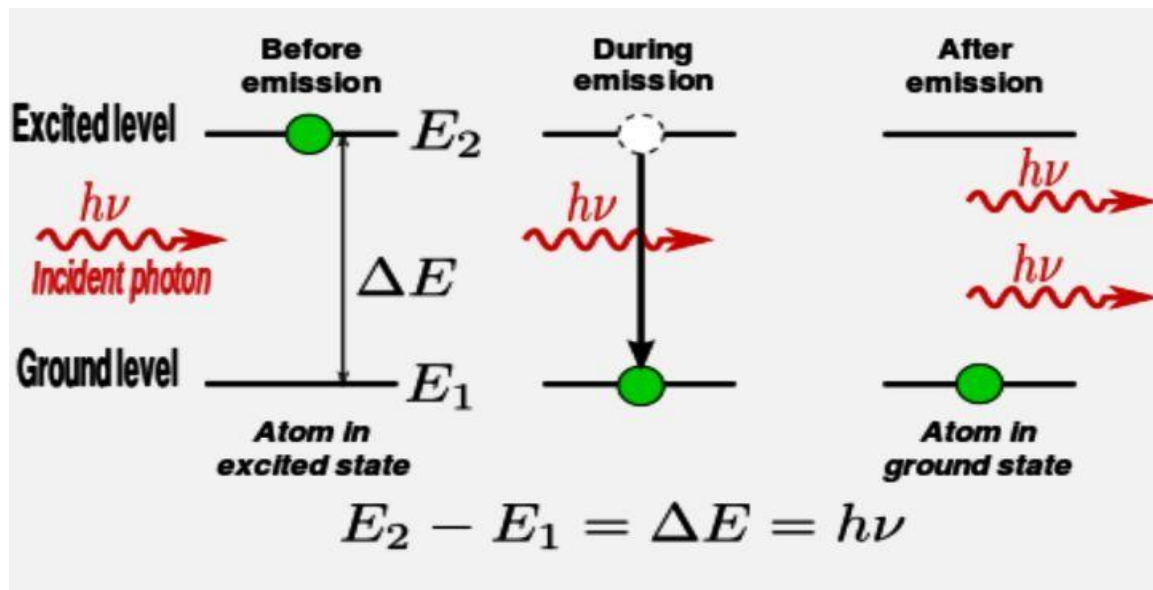 Before
emission
During
emission
After
emission
Excited level
E₂
hν
Incident photon
ΔE
hν
hν
hν
Ground level
E₁
Atom in
excited state
Atom in
ground state
E₂ − E₁ = ΔE = hν